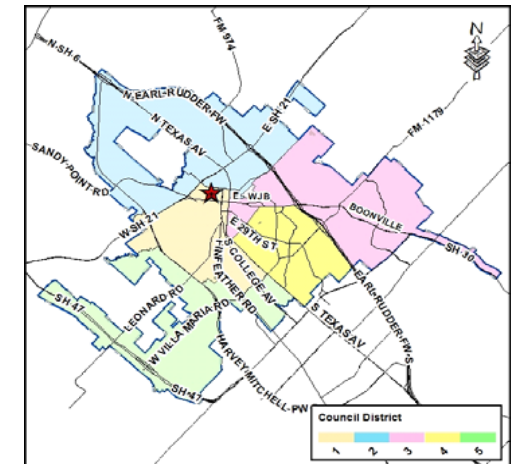 N
FM 974
N-SH-6
N-EARL-RUDDER-FW
E SH-21
N TEXAS AV
FM-1179
SANDY-POINT-RD
E-WJB
BOONVILLE
W-SH 21
E 29TH ST
SH-30
S-COLLEGE-AV
FINFEATHER RD
LEONARD RD
SH 47
W VILLA MARIA-RD
S TEXAS AV
EARL-RUDDER-FW-S
HARVEY-MITCHELL-PW
SH-47
Council District
1 2 3 4 5